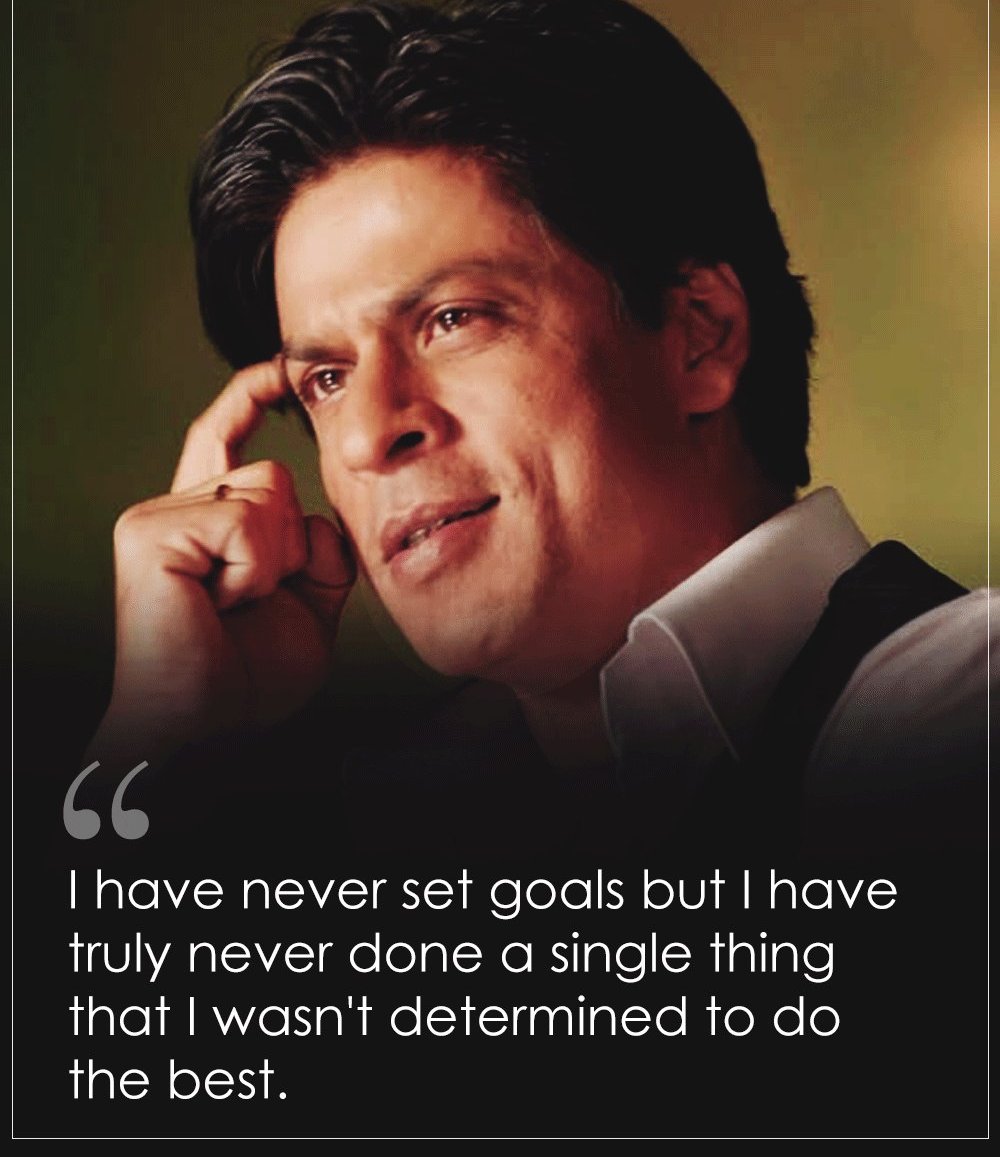 “
I have never set goals but I have
truly never done a single thing
that I wasn't determined to do
the best.